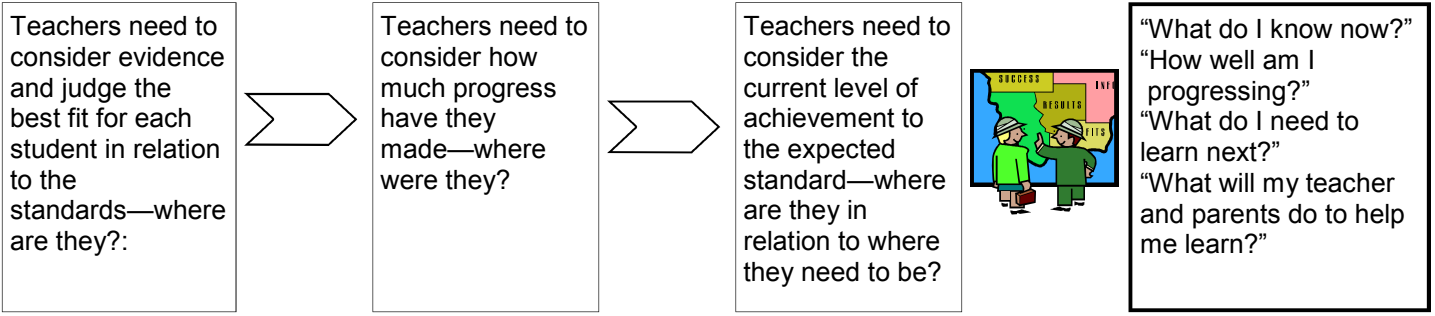 Teachers need to
consider evidence
and judge the
best fit for each
student in relation
to the
standards—where
are they?:
Teachers need to
consider how
much progress
have they
made—where
were they?
Teachers need to
consider the
current level of
achievement to
the expected
standard—where
are they in
relation to where
they need to be?
SUCCESS
RESULTS
“What do I know now?”
“How well am I
progressing?”
“What do I need to
learn next?”
“What will my teacher
and parents do to help
me learn?”